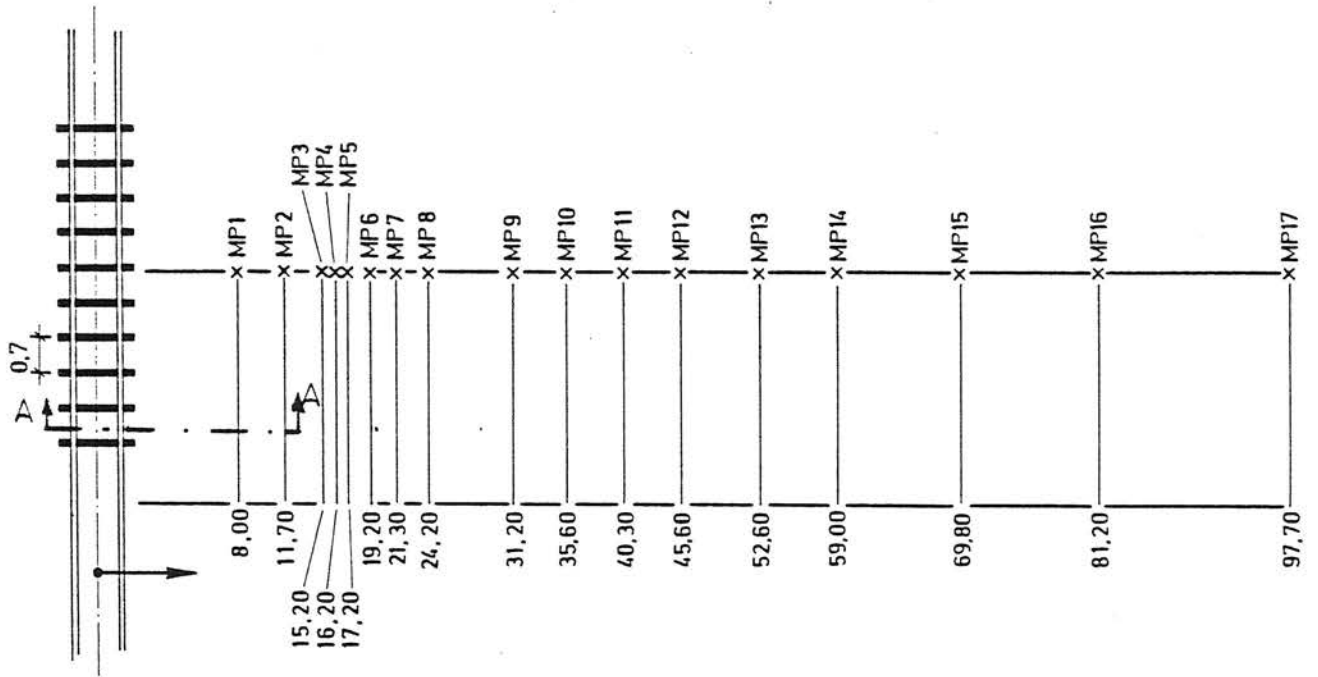 A
0,7
A
MP3
MP4
MP5
8,00 MP1
11,70 MP2
15,20
16,20
17,20
19,20 MP6
21,30 MP7
24,20 MP8
31,20 MP9
35,60 MP10
40,30 MP11
45,60 MP12
52,60 MP13
59,00 MP14
69,80 MP15
81,20 MP16
97,70 MP17